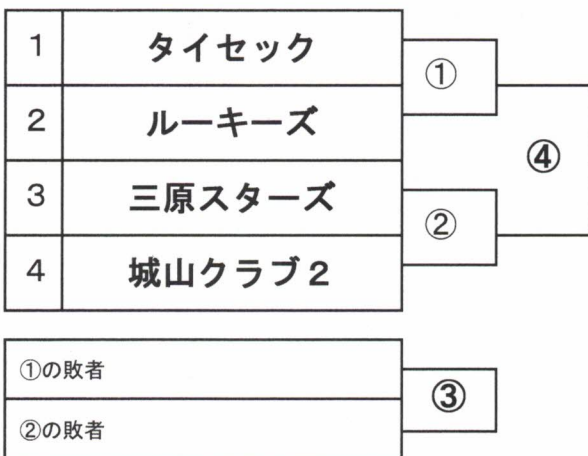 1 タイセック
①
2 ルーキーズ
④
3 三原スターズ
②
4 城山クラブ2
①の敗者
③
②の敗者